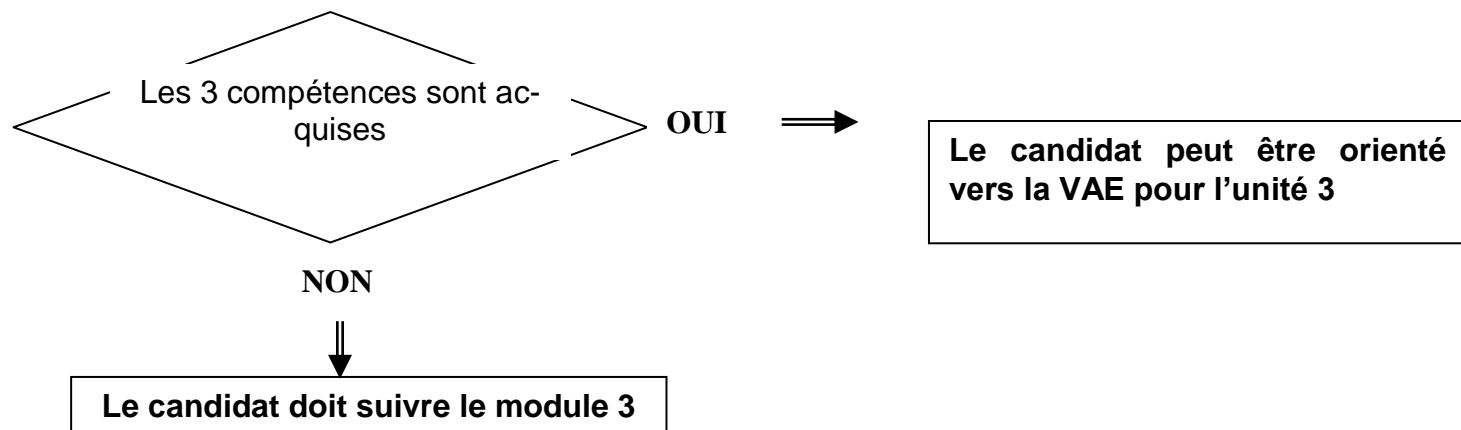 Les 3 compétences sont ac-
quises
OUI
Le candidat peut être orienté
vers la VAE pour l’unité 3
NON
Le candidat doit suivre le module 3